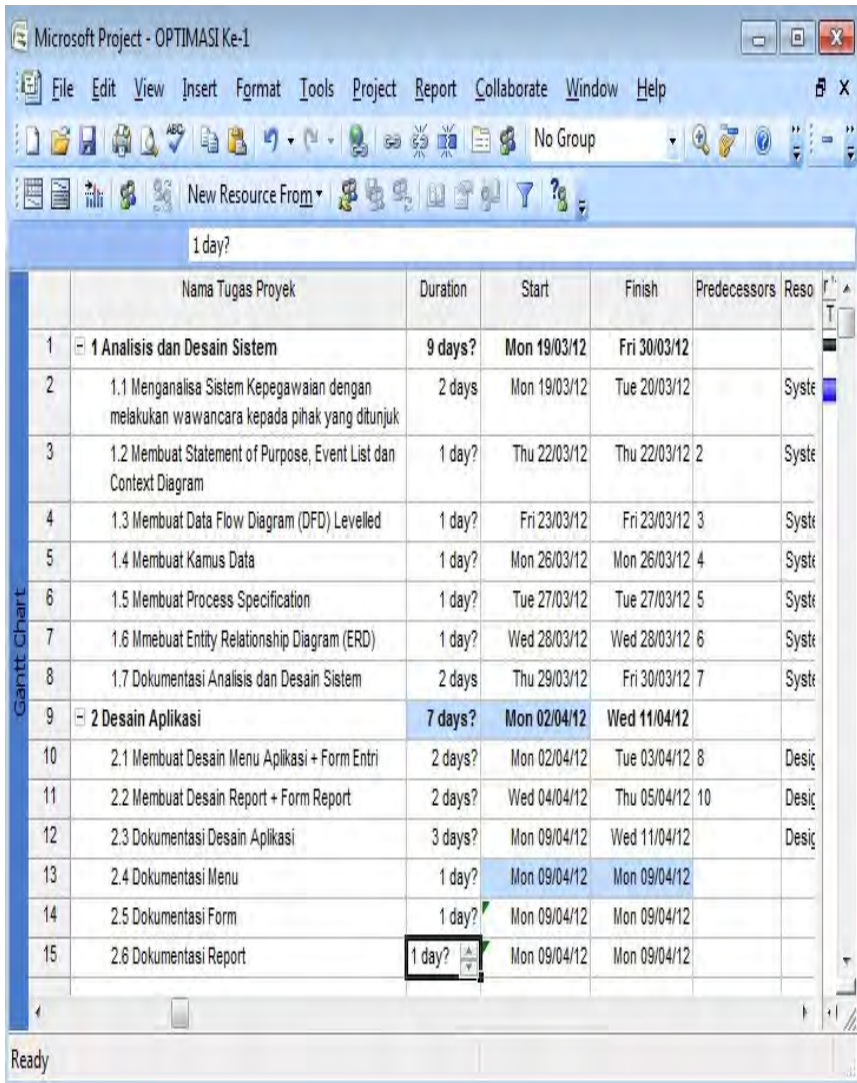 Microsoft Project - OPTIMASI Ke-1
File Edit View Insert Format Tools Project Report Collaborate Window Help
No Group
New Resource From
1 day?
Nama Tugas Proyek Duration Start Finish Predecessors Reso
1 1 Analisis dan Desain Sistem 9 days? Mon 19/03/12 Fri 30/03/12
2 1.1 Menganalisa Sistem Kepegawaian dengan 2 days Mon 19/03/12 Tue 20/03/12 Syste
melakukan wawancara kepada pihak yang ditunjuk
3 1.2 Membuat Statement of Purpose, Event List dan 1 day? Thu 22/03/12 Thu 22/03/12 2 Syste
Context Diagram
4 1.3 Membuat Data Flow Diagram (DFD) Levelled 1 day? Fri 23/03/12 Fri 23/03/12 3 Syste
5 1.4 Membuat Kamus Data 1 day? Mon 26/03/12 Mon 26/03/12 4 Syste
6 1.5 Membuat Process Specification 1 day? Tue 27/03/12 Tue 27/03/12 5 Syste
7 1.6 Mmebuat Entity Relationship Diagram (ERD) 1 day? Wed 28/03/12 Wed 28/03/12 6 Syste
8 1.7 Dokumentasi Analisis dan Desain Sistem 2 days Thu 29/03/12 Fri 30/03/12 7 Syste
9 2 Desain Aplikasi 7 days? Mon 02/04/12 Wed 11/04/12
10 2.1 Membuat Desain Menu Aplikasi + Form Entri 2 days? Mon 02/04/12 Tue 03/04/12 8 Desig
11 2.2 Membuat Desain Report + Form Report 2 days? Wed 04/04/12 Thu 05/04/12 10 Desig
12 2.3 Dokumentasi Desain Aplikasi 3 days? Mon 09/04/12 Wed 11/04/12 Desig
13 2.4 Dokumentasi Menu 1 day? Mon 09/04/12 Mon 09/04/12
14 2.5 Dokumentasi Form 1 day? Mon 09/04/12 Mon 09/04/12
15 2.6 Dokumentasi Report 1 day? Mon 09/04/12 Mon 09/04/12
Gantt Chart
Ready